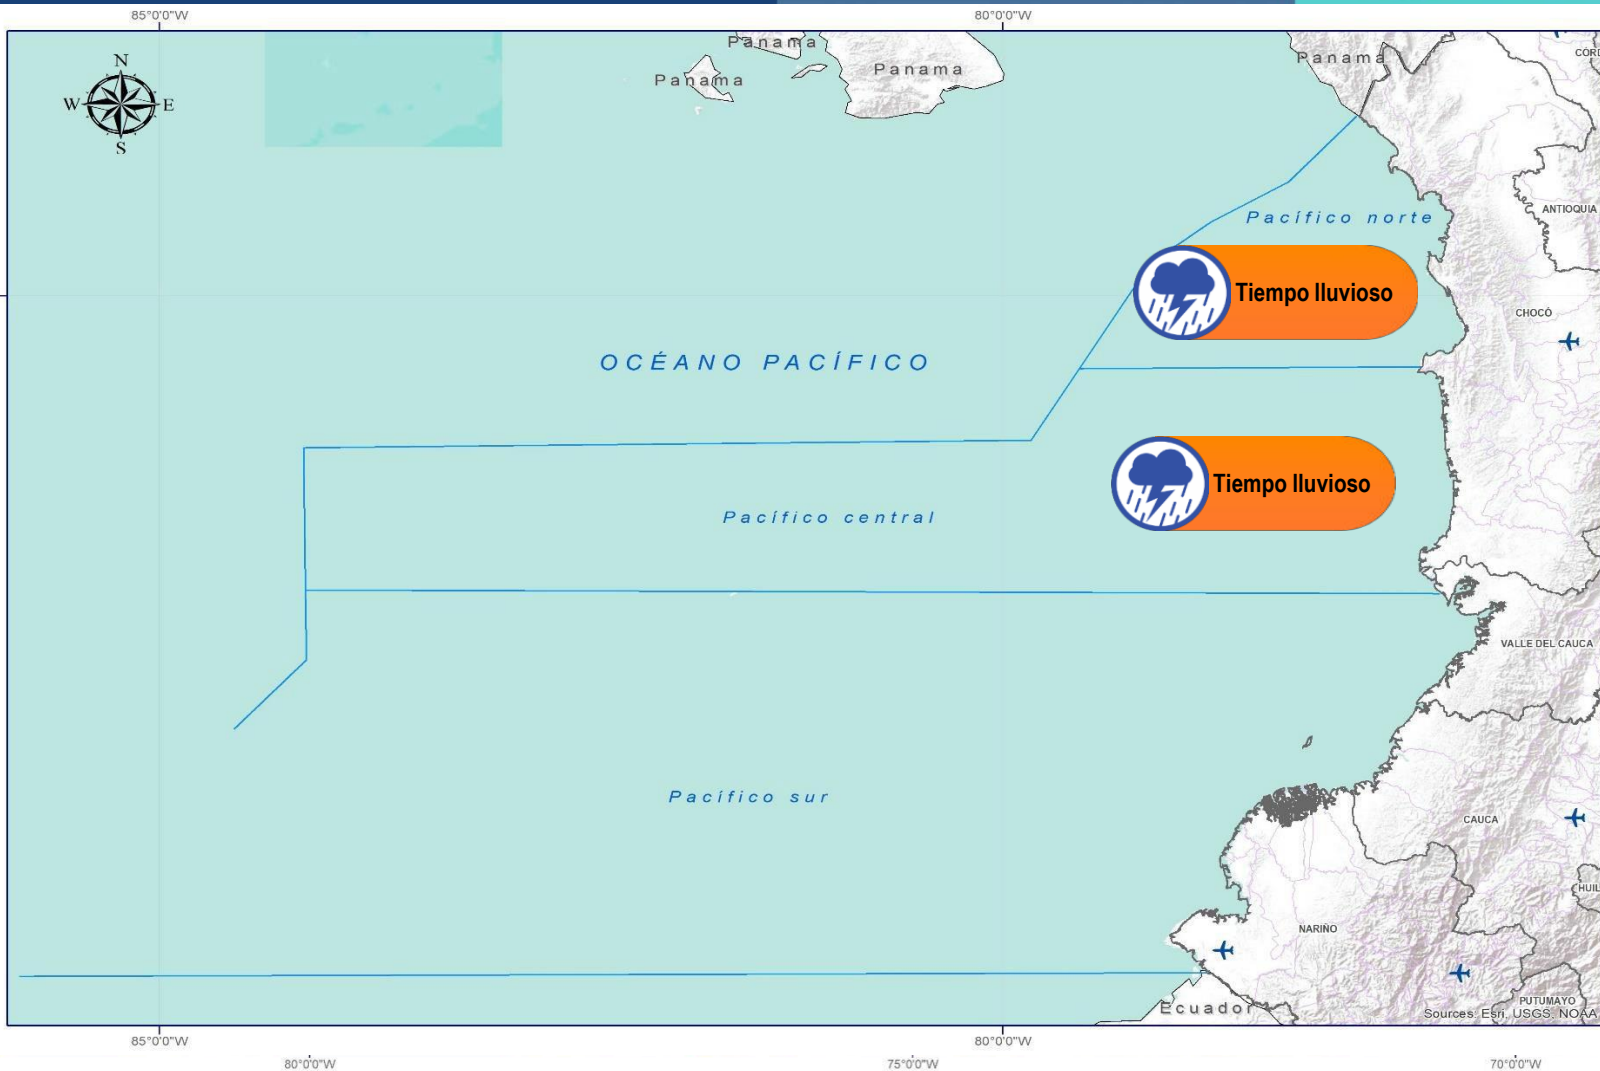 85°0'0"W
80°0'0"W
Panama
Panama
Panama
Panama
N
W
E
S
ANTIOQUIA
Pacífico norte
Tiempo lluvioso
CHOCÓ
OCÉANO PACÍFICO
Tiempo lluvioso
Pacífico central
VALLE DEL CAUCA
Pacífico sur
CAUCA
NARIÑO
PUTUMAYO
Ecuador
Sources: Esri, USGS, NOAA
85°0'0"W
80°0'0"W
80°0'0"W
75°0'0"W
70°0'0"W